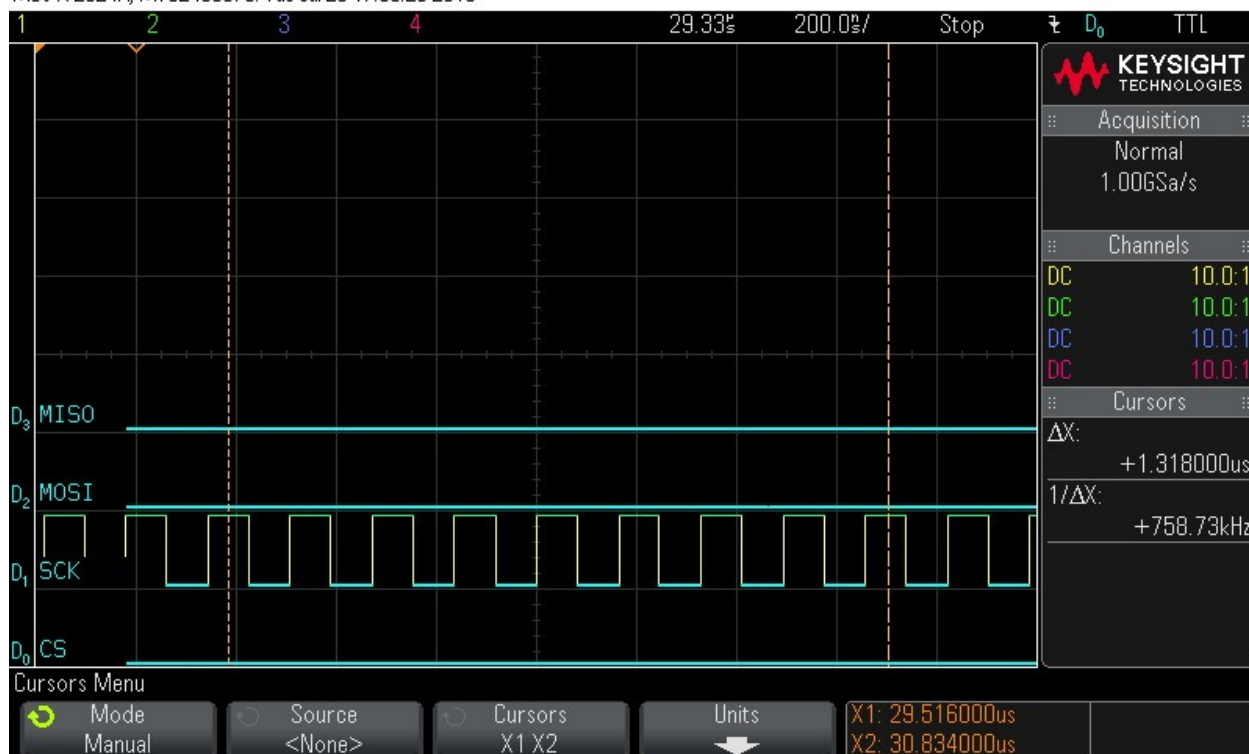 1 2 3 4 29.33µs 200.0ns/ Stop D0 TTL
KEYSIGHT
TECHNOLOGIES
Acquisition
Normal
1.00GSa/s
Channels
DC 10.0:1
DC 10.0:1
DC 10.0:1
DC 10.0:1
Cursors
ΔX:
+1.318000us
1/ΔX:
+758.73kHz
D3 MISO
D2 MOSI
D1 SCK
D0 CS
Cursors Menu
Mode
Manual
Source
<None>
Cursors
X1 X2
Units
X1: 29.516000us
X2: 30.834000us